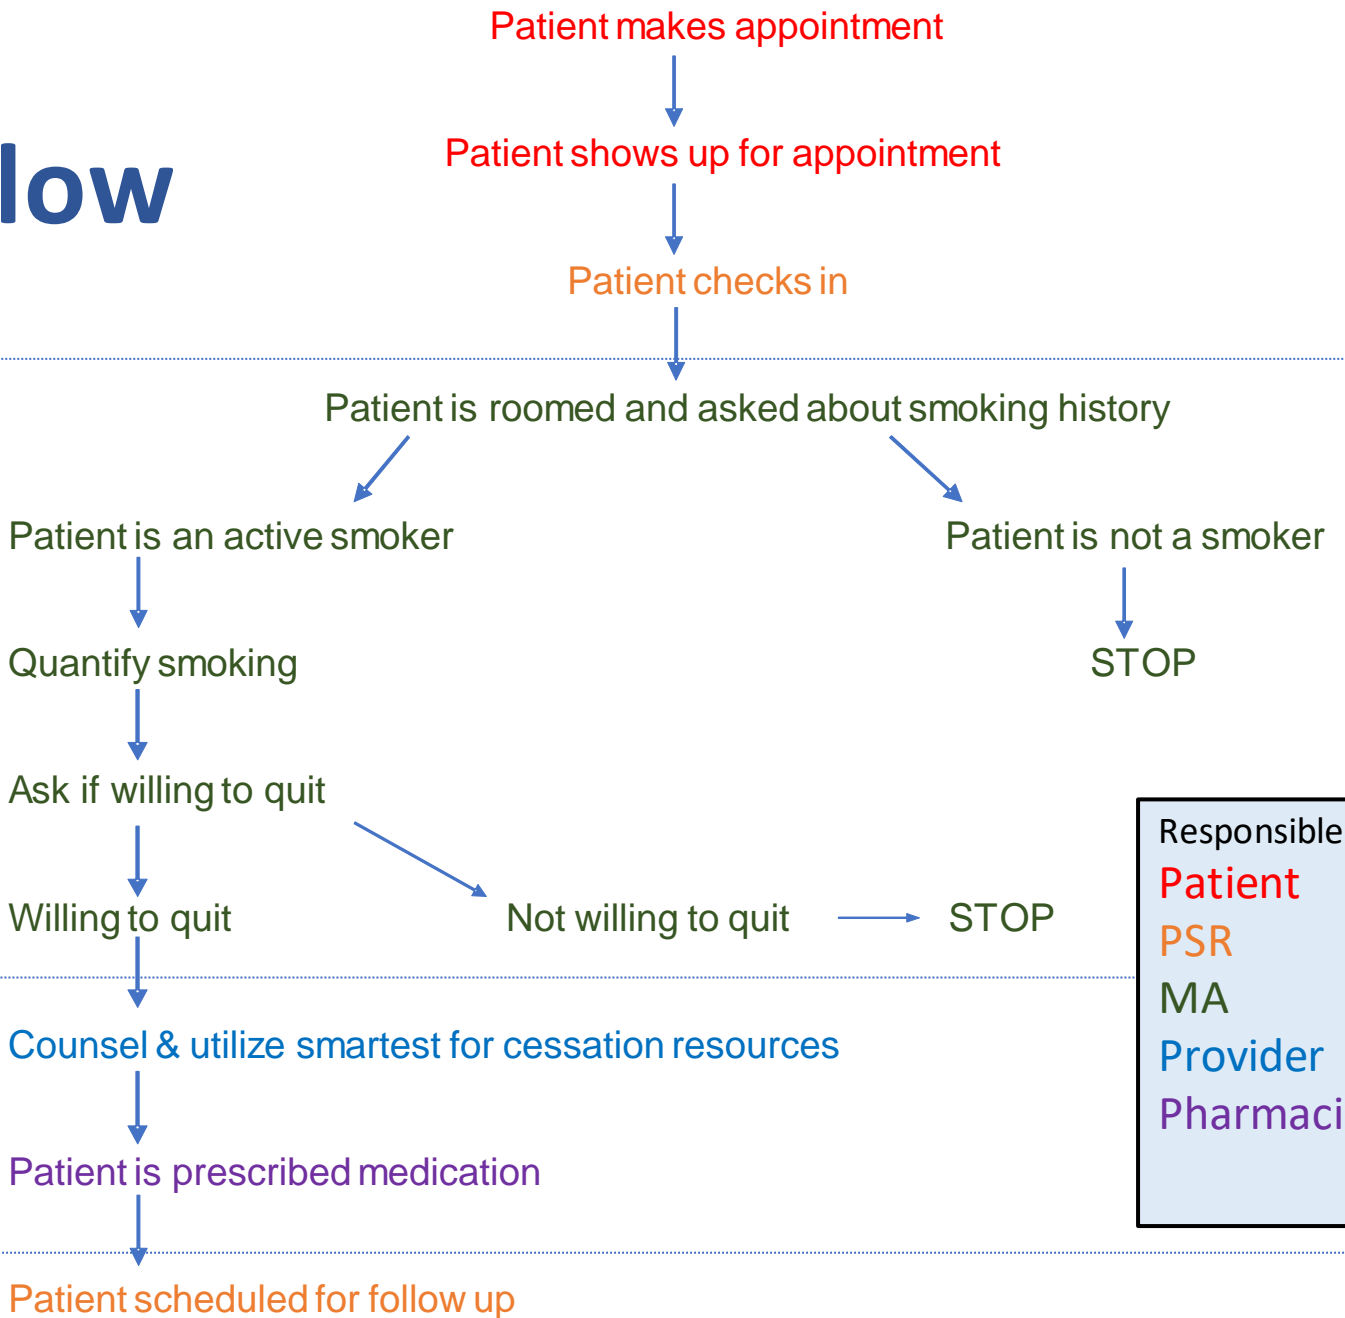 Patient makes appointment
low
Patient shows up for appointment
Patient checks in
Patient is roomed and asked about smoking history
Patient is an active smoker
Patient is not a smoker
Quantify smoking
STOP
Ask if willing to quit
Willing to quit
Not willing to quit
STOP
Responsible
Patient
PSR
MA
Provider
Pharmaci
Counsel & utilize smartest for cessation resources
Patient is prescribed medication
Patient scheduled for follow up